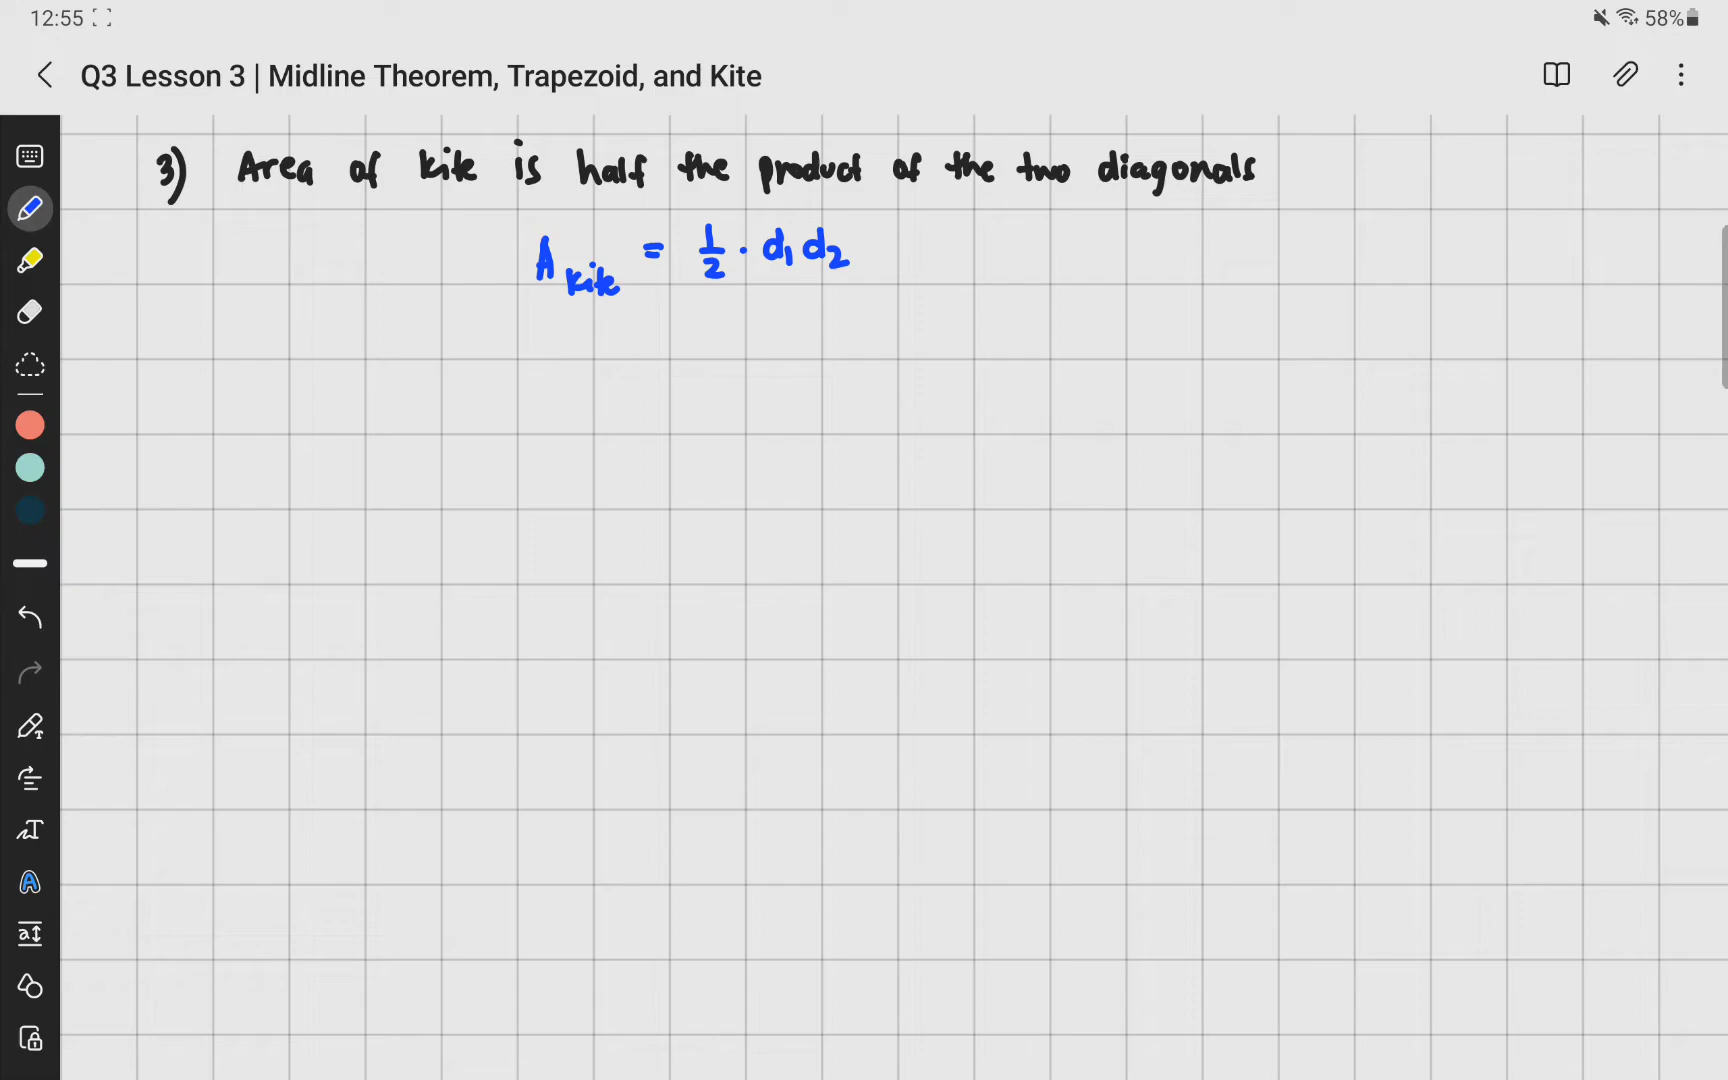 12:55
58%
Q3 Lesson 3 | Midline Theorem, Trapezoid, and Kite
3) Area of kite is half the product of the two diagonals
A_kite = 1/2 · d₁ d₂